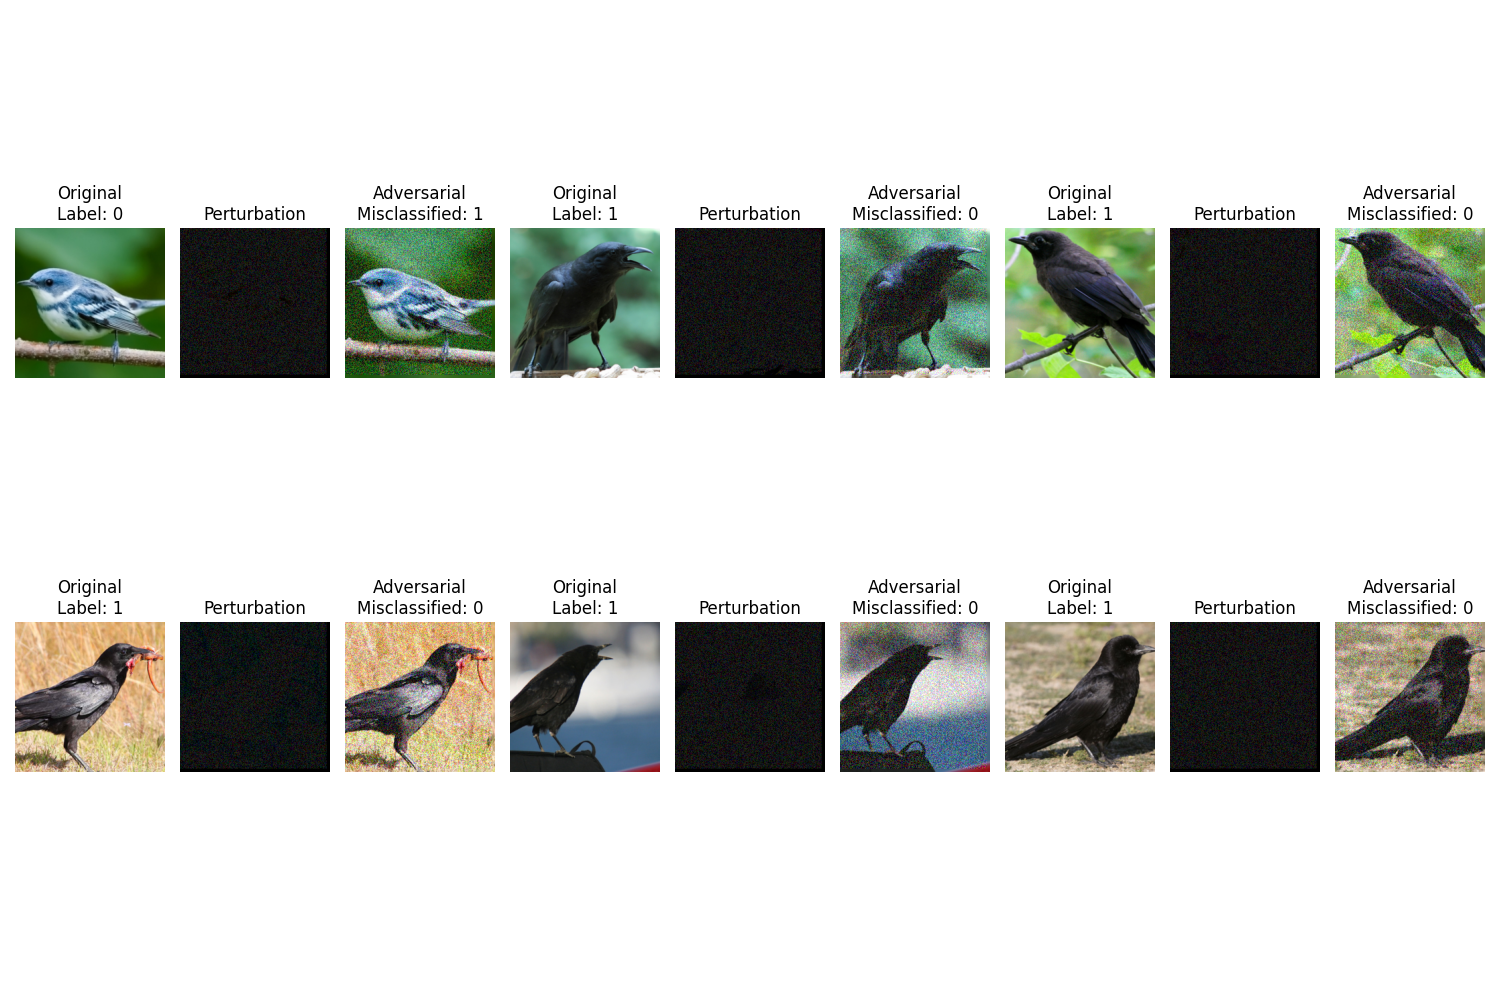 Original
Label: 0
Perturbation
Adversarial
Misclassified: 1
Original
Label: 1
Perturbation
Adversarial
Misclassified: 0
Original
Label: 1
Perturbation
Adversarial
Misclassified: 0
Original
Label: 1
Perturbation
Adversarial
Misclassified: 0
Original
Label: 1
Perturbation
Adversarial
Misclassified: 0
Original
Label: 1
Perturbation
Adversarial
Misclassified: 0